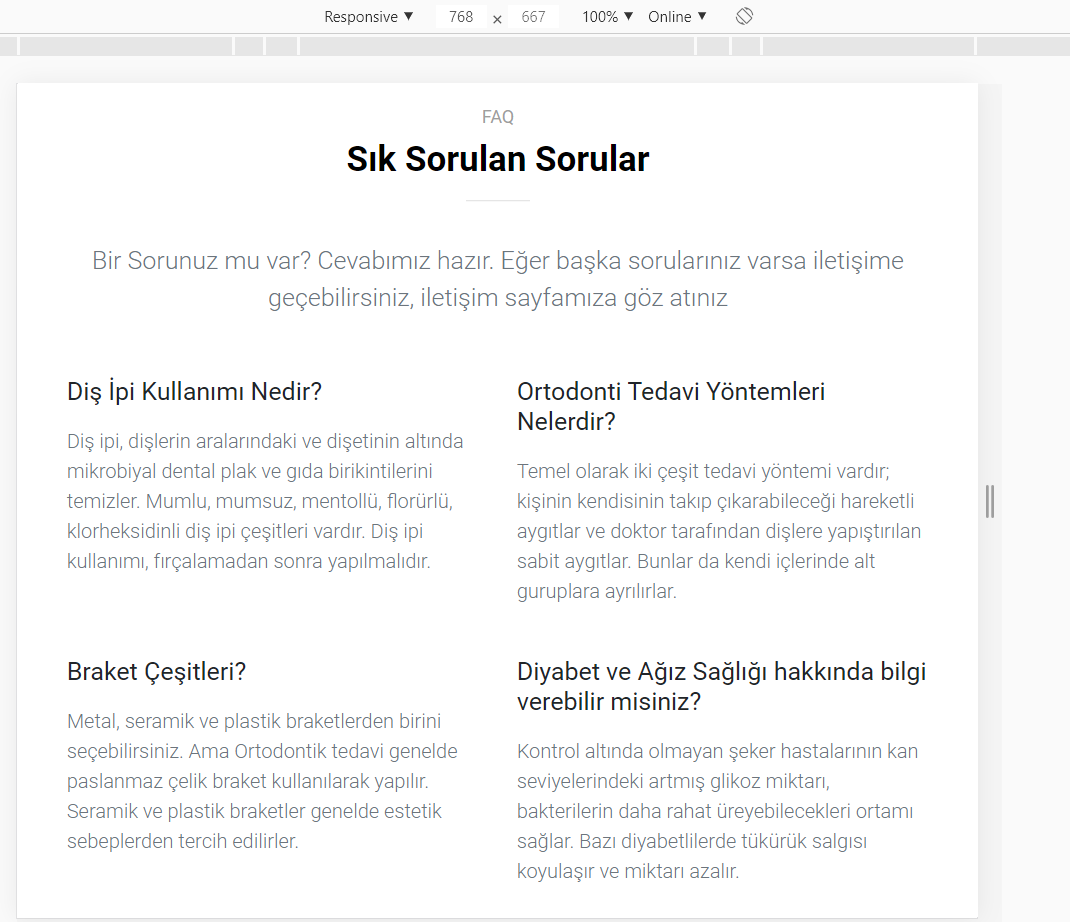 Responsive ▼ 768 × 667 100% ▼ Online ▼
FAQ
Sık Sorulan Sorular
Bir Sorunuz mu var? Cevabımız hazır. Eğer başka sorularınız varsa iletişime
geçebilirsiniz, iletişim sayfamıza göz atınız
Diş İpi Kullanımı Nedir?
Diş ipi, dişlerin aralarındaki ve dişetinin altında
mikrobiyal dental plak ve gıda birikintilerini
temizler. Mumlu, mumsuz, mentollü, florürlü,
klorheksidinli diş ipi çeşitleri vardır. Diş ipi
kullanımı, fırçalamadan sonra yapılmalıdır.
Ortodonti Tedavi Yöntemleri
Nelerdir?
Temel olarak iki çeşit tedavi yöntemi vardır;
kişinin kendisinin takıp çıkarabileceği hareketli
aygıtlar ve doktor tarafından dişlere yapıştırılan
sabit aygıtlar. Bunlar da kendi içlerinde alt
guruplara ayrılırlar.
Braket Çeşitleri?
Metal, seramik ve plastik braketlerden birini
seçebilirsiniz. Ama Ortodontik tedavi genelde
paslanmaz çelik braket kullanılarak yapılır.
Seramik ve plastik braketler genelde estetik
sebeplerden tercih edilirler.
Diyabet ve Ağız Sağlığı hakkında bilgi
verebilir misiniz?
Kontrol altında olmayan şeker hastalarının kan
seviyelerindeki artmış glikoz miktarı,
bakterilerin daha rahat üreyebilecekleri ortamı
sağlar. Bazı diyabetlilerde tükürük salgısı
koyulaşır ve miktarı azalır.